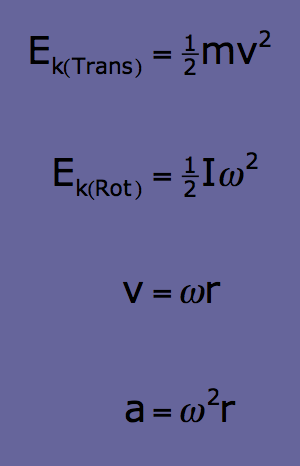 Eₖ₍Trans₎ = ½mv²
Eₖ₍Rot₎ = ½Iω²
v = ωr
a = ω²r